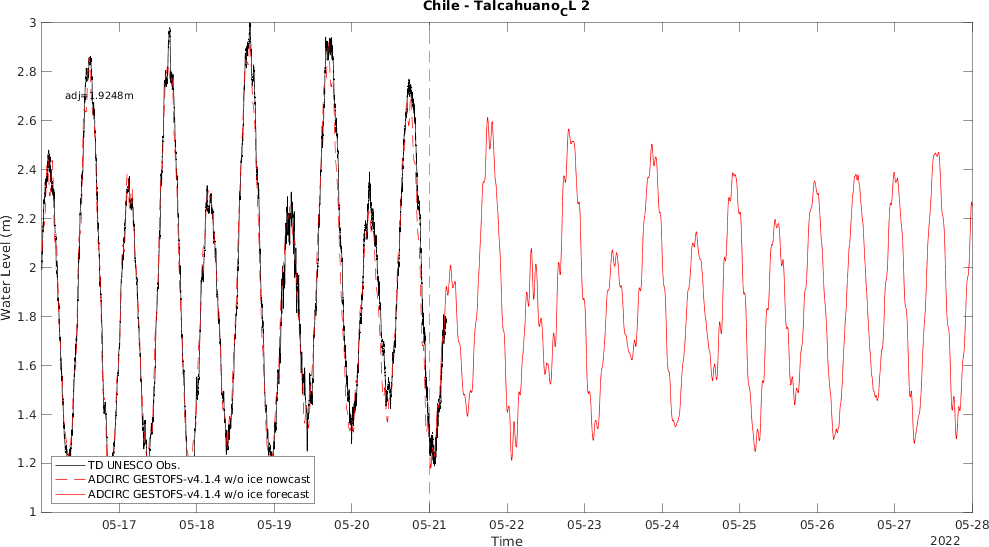 Chile - Talcahuano_CL 2
3
2.8
adj=1.9248m
2.6
2.4
2.2
2
1.8
1.6
1.4
1.2
1
Water Level (m)
TD UNESCO Obs.
ADCIRC GESTOFS-v4.1.4 w/o ice nowcast
ADCIRC GESTOFS-v4.1.4 w/o ice forecast
05-17 05-18 05-19 05-20 05-21 05-22 05-23 05-24 05-25 05-26 05-27 05-28
Time
2022